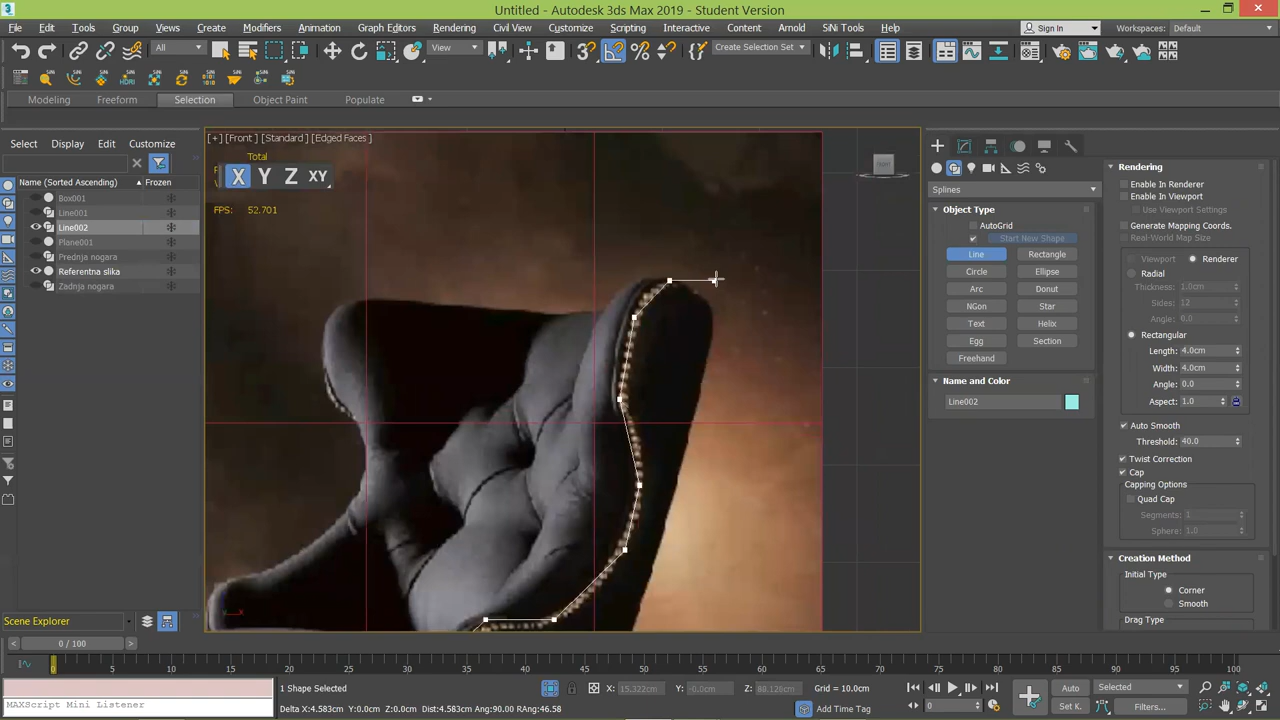 Untitled - Autodesk 3ds Max 2019 - Student Version
File Edit Tools Group Views Create Modifiers Animation Graph Editors Rendering Civil View Customize Scripting Interactive Content Arnold SiNi Tools Help Sign In Workspaces: Default
All View Create Selection Set
Modeling Freeform Selection Object Paint Populate
Select Display Edit Customize
Name (Sorted Ascending) Frozen
Box001
Line001
Line002
Plane001
Prednja nogara
Referentna slika
Zadnja nogara
[+] [Front] [Standard] [Edged Faces]
Total
X Y Z XY
FPS: 52.701
FRONT
Splines
Object Type
AutoGrid
Start New Shape
Line Rectangle
Circle Ellipse
Arc Donut
NGon Star
Text Helix
Egg Section
Freehand
Name and Color
Line002
Rendering
Enable In Renderer
Enable In Viewport
Use Viewport Settings
Generate Mapping Coords.
Real-World Map Size
Viewport Renderer
Radial
Thickness: 1.0cm
Sides: 12
Angle: 0.0
Rectangular
Length: 4.0cm
Width: 4.0cm
Angle: 0.0
Aspect: 1.0
Auto Smooth
Threshold: 40.0
Twist Correction
Cap
Capping Options
Quad Cap
Segments: 1
Sphere: 1.0
Creation Method
Initial Type
Corner
Smooth
Drag Type
Scene Explorer
0 / 100
0 5 10 15 20 25 30 35 40 45 50 55 60 65 70 75 80 85 90 95 100
1 Shape Selected X: 15.322cm Y: -0.0cm Z: 88.128cm Grid = 10.0cm Auto Selected
MAXScript Mini Listener Delta X:4.583cm Y:0.0cm Z:0.0cm Dist:4.583cm Ang:90.00 RAng:46.58 Add Time Tag 0 Set K. Filters...